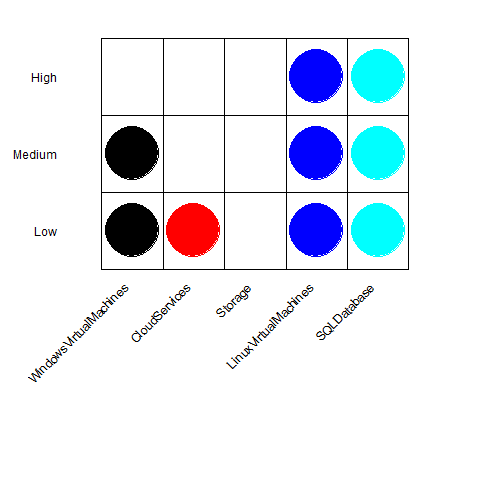 High
Medium
Low
WindowsVirtualMachines
CloudServices
Storage
LinuxVirtualMachines
SQLDatabase